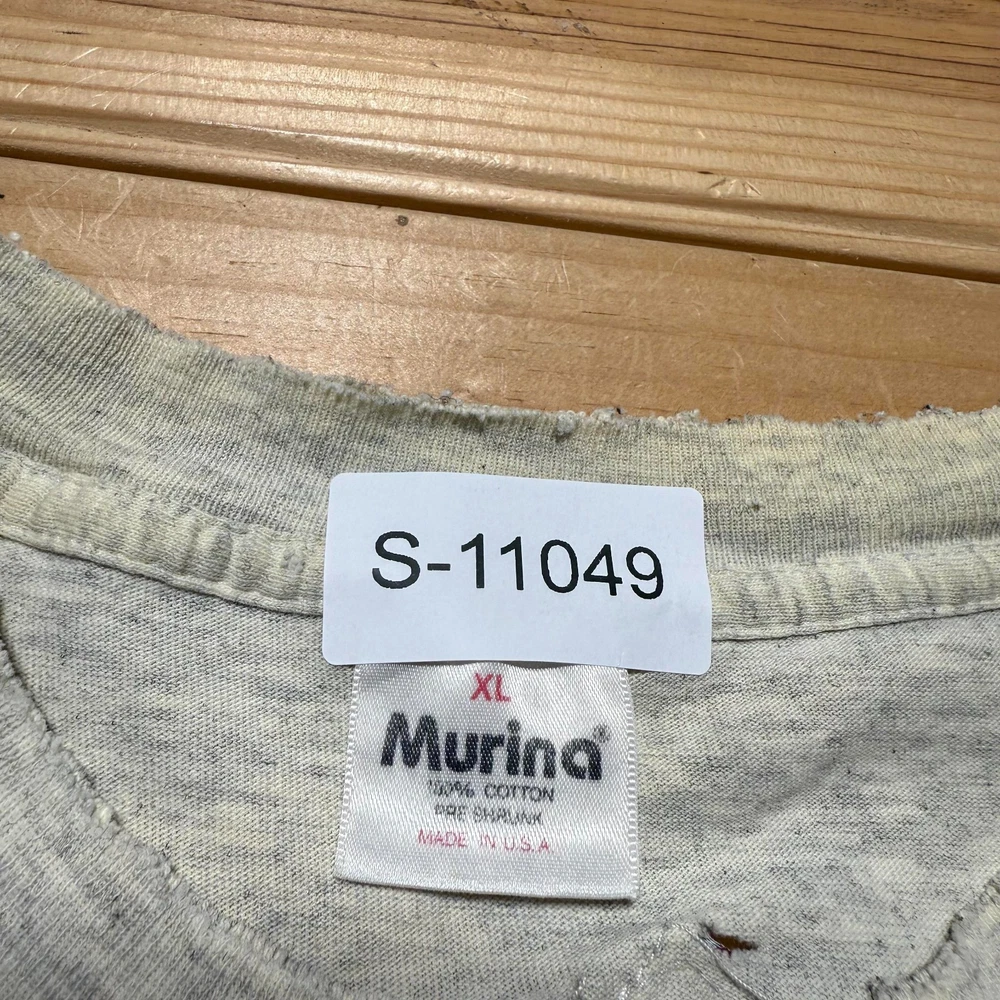 S-11049
XL
Murina®
100% COTTON
PRE SHRUNK
MADE IN U.S.A.